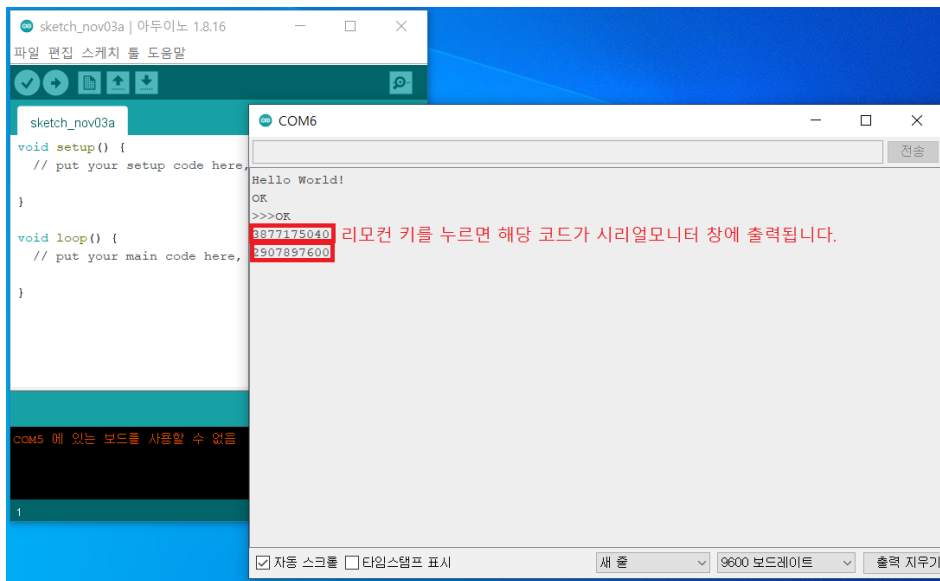 sketch_nov03a | 아두이노 1.8.16
파일 편집 스케치 툴 도움말
sketch_nov03a
void setup() {
// put your setup code here,
}
void loop() {
// put your main code here,
}
COM5 에 있는 보드를 사용할 수 없음
1
COM6
전송
Hello World!
OK
>>>OK
3877175040 리모컨 키를 누르면 해당 코드가 시리얼모니터 창에 출력됩니다.
2907897600
자동 스크롤 타임스탬프 표시 새 줄 9600 보드레이트 출력 지우기